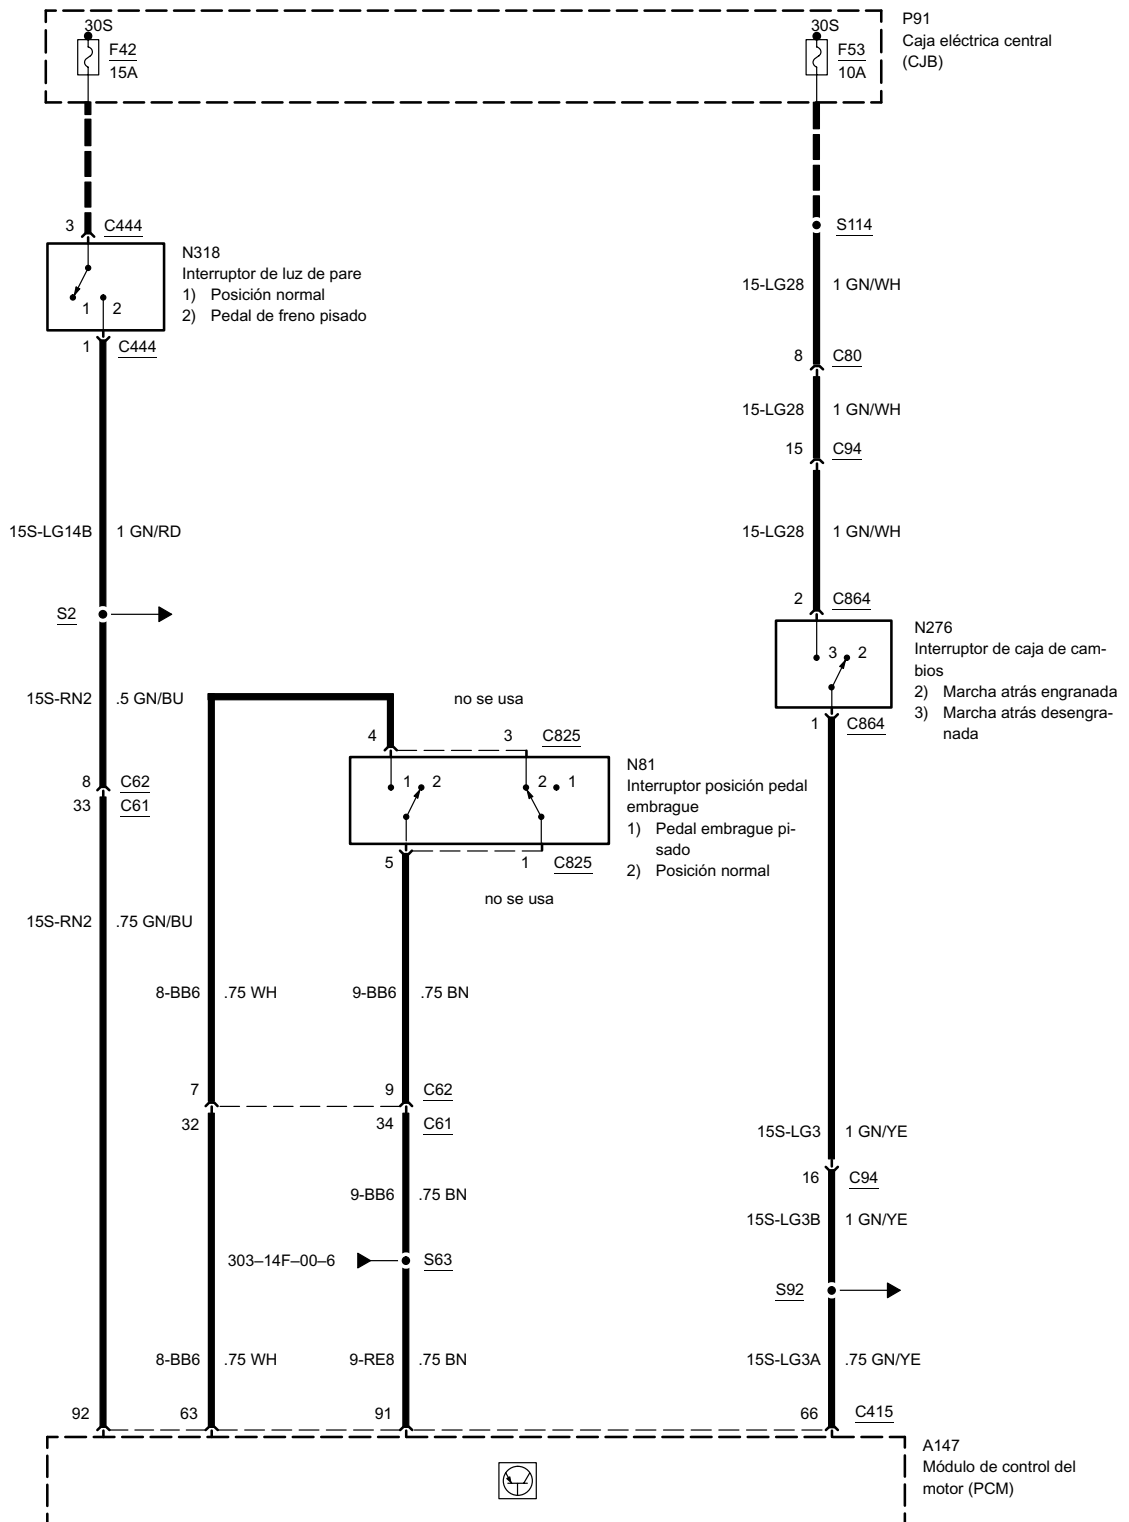 30S
F42
15A
30S
F53
10A
P91
Caja eléctrica central
(CJB)
3 C444
N318
Interruptor de luz de pare
1) Posición normal
2) Pedal de freno pisado
1 2
1 C444
S114
15-LG28 1 GN/WH
8 C80
15-LG28 1 GN/WH
15 C94
15S-LG14B 1 GN/RD
15-LG28 1 GN/WH
S2
2 C864
3 2
N276
Interruptor de caja de cam-
bios
2) Marcha atrás engranada
3) Marcha atrás desengra-
nada
1 C864
15S-RN2 .5 GN/BU
no se usa
4 3 C825
8 C62
33 C61
1 2 2 1
N81
Interruptor posición pedal
embrague
1) Pedal embrague pi-
sado
2) Posición normal
5 1 C825
no se usa
15S-RN2 .75 GN/BU
8-BB6 .75 WH
9-BB6 .75 BN
7 9 C62
32 34 C61
15S-LG3 1 GN/YE
16 C94
9-BB6 .75 BN
15S-LG3B 1 GN/YE
303–14F–00–6
S63
S92
8-BB6 .75 WH
9-RE8 .75 BN
15S-LG3A .75 GN/YE
92 63 91 66 C415
A147
Módulo de control del
motor (PCM)